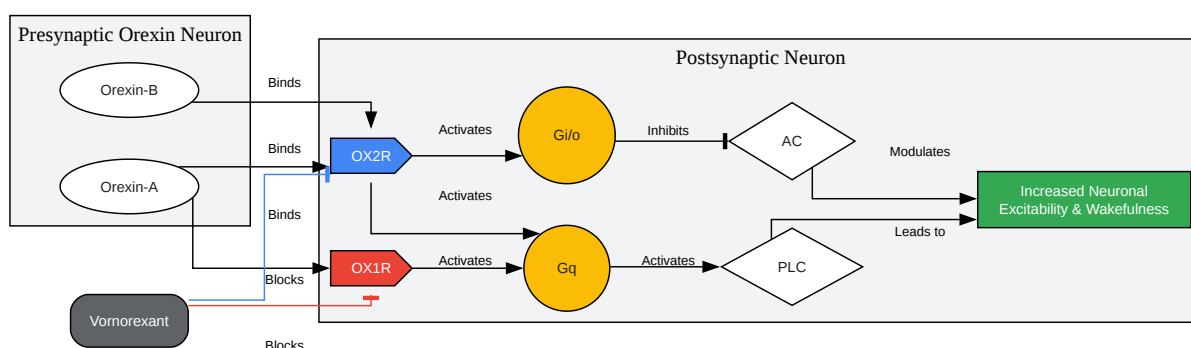 Presynaptic Orexin Neuron
Postsynaptic Neuron
Orexin-B
Binds
Activates
Gi/o
Inhibits
AC
OX2R
Binds
Modulates
Orexin-A
Activates
Increased Neuronal
Excitability & Wakefulness
Binds
Leads to
OX1R
Activates
Gq
Activates
PLC
Blocks
Vornorexant
Blocks